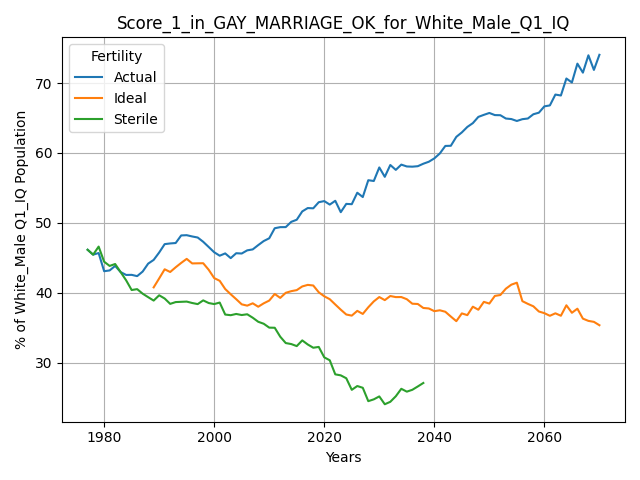 Score_1_in_GAY_MARRIAGE_OK_for_White_Male_Q1_IQ
Fertility
Actual
Ideal
Sterile
% of White_Male Q1_IQ Population
70
60
50
40
30
1980
2000
2020
2040
2060
Years